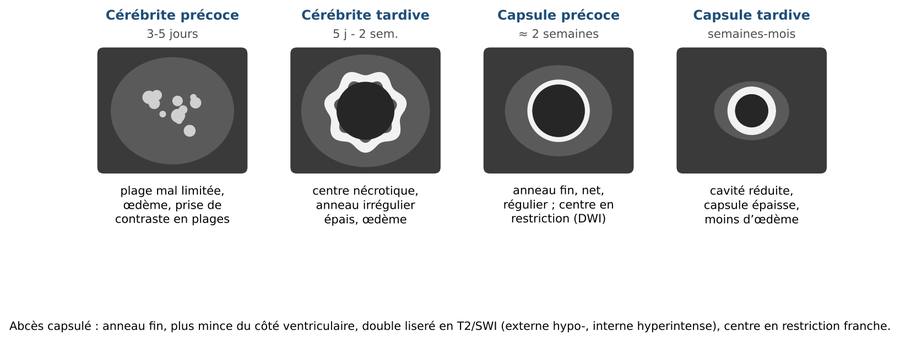 Cérébrite précoce
3-5 jours
plage mal limitée,
œdème, prise de
contraste en plages
Cérébrite tardive
5 j - 2 sem.
centre nécrotique,
anneau irrégulier
épais, œdème
Capsule précoce
≈ 2 semaines
anneau fin, net,
régulier ; centre en
restriction (DWI)
Capsule tardive
semaines-mois
cavité réduite,
capsule épaisse,
moins d’œdème
Abcès capsulé : anneau fin, plus mince du côté ventriculaire, double liseré en T2/SWI (externe hypo-, interne hyperintense), centre en restriction franche.